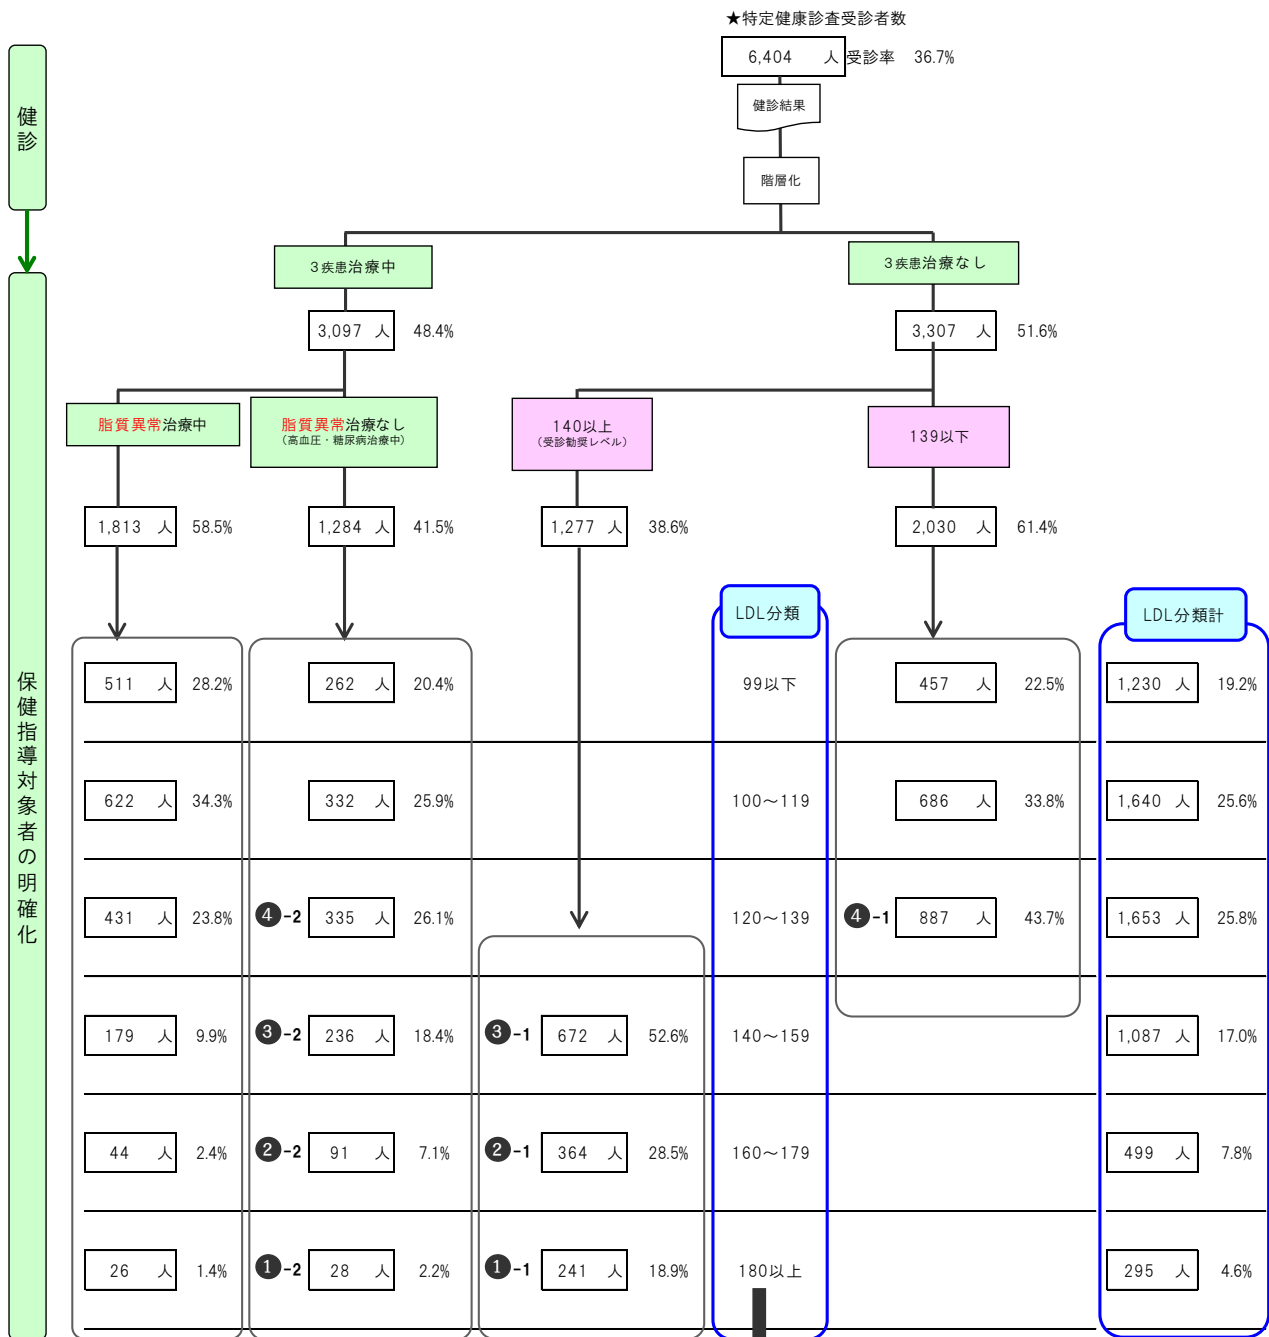 ★特定健康診査受診者数
6,404 人 受診率 36.7%
健診
健診結果
階層化
3疾患治療中
3疾患治療なし
3,097 人 48.4%
3,307 人 51.6%
脂質異常治療中
脂質異常治療なし
（高血圧・糖尿病治療中）
140以上
（受診勧奨レベル）
139以下
1,813 人 58.5%
1,284 人 41.5%
1,277 人 38.6%
2,030 人 61.4%
保健指導対象者の明確化
LDL分類
LDL分類計
511 人 28.2%
262 人 20.4%
99以下
457 人 22.5%
1,230 人 19.2%
622 人 34.3%
332 人 25.9%
100～119
686 人 33.8%
1,640 人 25.6%
431 人 23.8%
❹-2 335 人 26.1%
120～139
❹-1 887 人 43.7%
1,653 人 25.8%
179 人 9.9%
❸-2 236 人 18.4%
❸-1 672 人 52.6%
140～159
1,087 人 17.0%
44 人 2.4%
❷-2 91 人 7.1%
❷-1 364 人 28.5%
160～179
499 人 7.8%
26 人 1.4%
❶-2 28 人 2.2%
❶-1 241 人 18.9%
180以上
295 人 4.6%